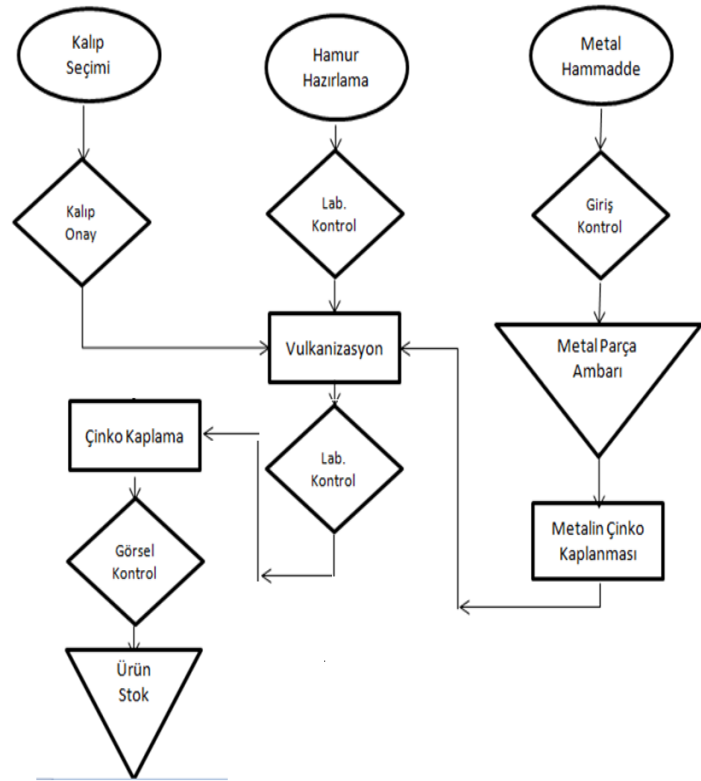 Kalıp
Seçimi
Hamur
Hazırlama
Metal
Hammadde
Kalıp
Onay
Lab.
Kontrol
Giriş
Kontrol
Vulkanizasyon
Metal Parça
Ambarı
Çinko Kaplama
Lab.
Kontrol
Metalin Çinko
Kaplanması
Görsel
Kontrol
Ürün
Stok